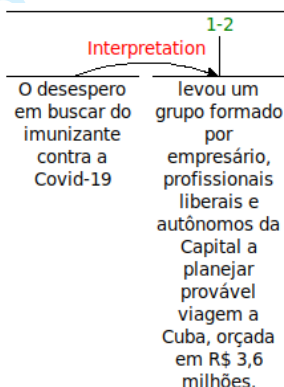 1-2
Interpretation
O desespero
em buscar do
imunizante
contra a
Covid-19
levou um
grupo formado
por
empresário,
profissionais
liberais e
autônomos da
Capital a
planejar
provável
viagem a
Cuba, orçada
em R$ 3,6
milhões.